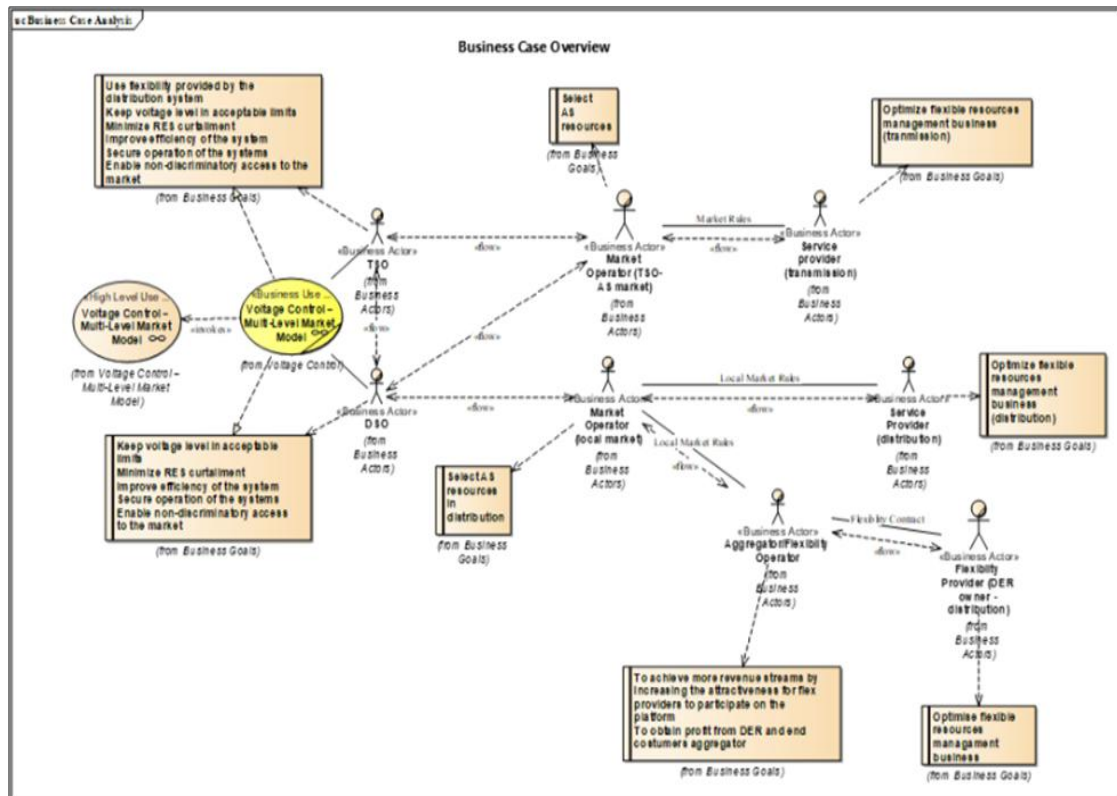 uc Business Case Analysis
Business Case Overview
Use flexibility provided by the
distribution system
Keep voltage level in acceptable limits
Minimize RES curtailment
Improve efficiency of the system
Secure operation of the systems
Enable non-discriminatory access to the
market
(from Business Goals)
Select
AS
resources
(from Business
Goals)
Optimize flexible resources
management business
(tranmission)
(from Business Goals)
«Business Actor»
TSO
(from
Business
Actors)
«flow»
«Business Actor»
Market
Operator (TSO-
AS market)
(from
Business
Actors)
Market Rules
«flow»
«Business Actor»
Service
provider
(transmission)
(from
Business
Actors)
«High Level Use ...
Voltage Control –
Multi-Level Market
Model
(from Voltage Control –
Multi-Level Market
Model)
«invokes»
«Business Use ...
Voltage Control –
Multi-Level Market
Model
(from Voltage Control)
«flow»
«flow»
«Business Actor»
DSO
(from
Business
Actors)
«flow»
Business Actor»
Market
Operator
(local market)
(from
Business
Actors)
Local Market Rules
«flow»
Business Actor»
Service
Provider
(distribution)
(from
Business
Actors)
Optimize flexible
resources
management
business
(distribution)
(from Business Goals)
Keep voltage level in acceptable
limits
Minimize RES curtailment
Improve efficiency of the system
Secure operation of the systems
Enable non-discriminatory access
to the market
(from Business Goals)
Select AS
resources
in
distribution
(from Business
Goals)
Local Market Rules
«flow»
«Business Actor»
Aggregator/Flexiblity
Operator
(from
Business
Actors)
Flexiblity Contract
«flow»
«Business Actor»
Flexiblity
Provider (DER
owner -
distribution)
(from
Business
Actors)
To achieve more revenue streams by
increasing the attractiveness for flex
providers to participate on the
platform
To obtain profit from DER and end
costumers aggregator
(from Business Goals)
Optimise flexible
resources
managament
business
(from Business Goals)